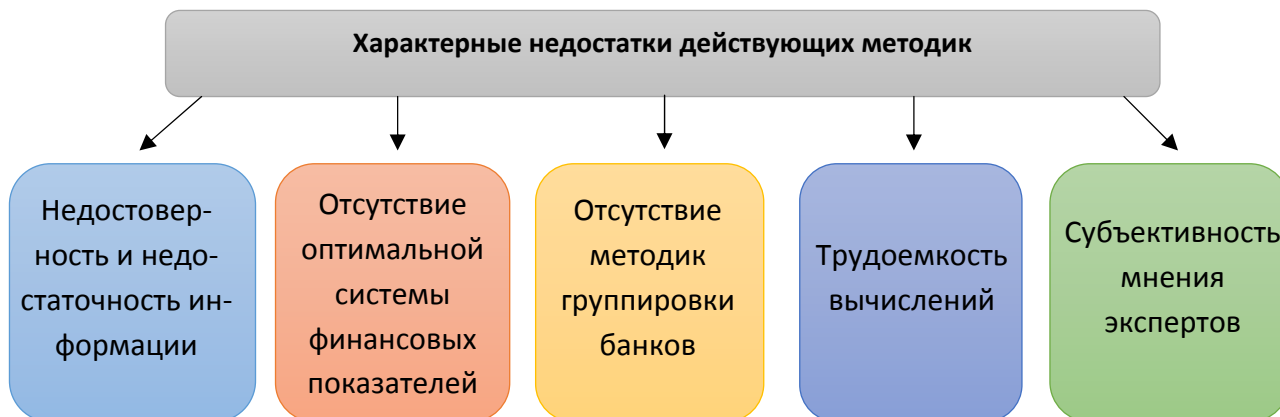 Характерные недостатки действующих методик
Недостовер-
ность и недо-
статочность ин-
формации
Отсутствие
оптимальной
системы
финансовых
показателей
Отсутствие
методик
группировки
банков
Трудоемкость
вычислений
Субъективность
мнения
экспертов